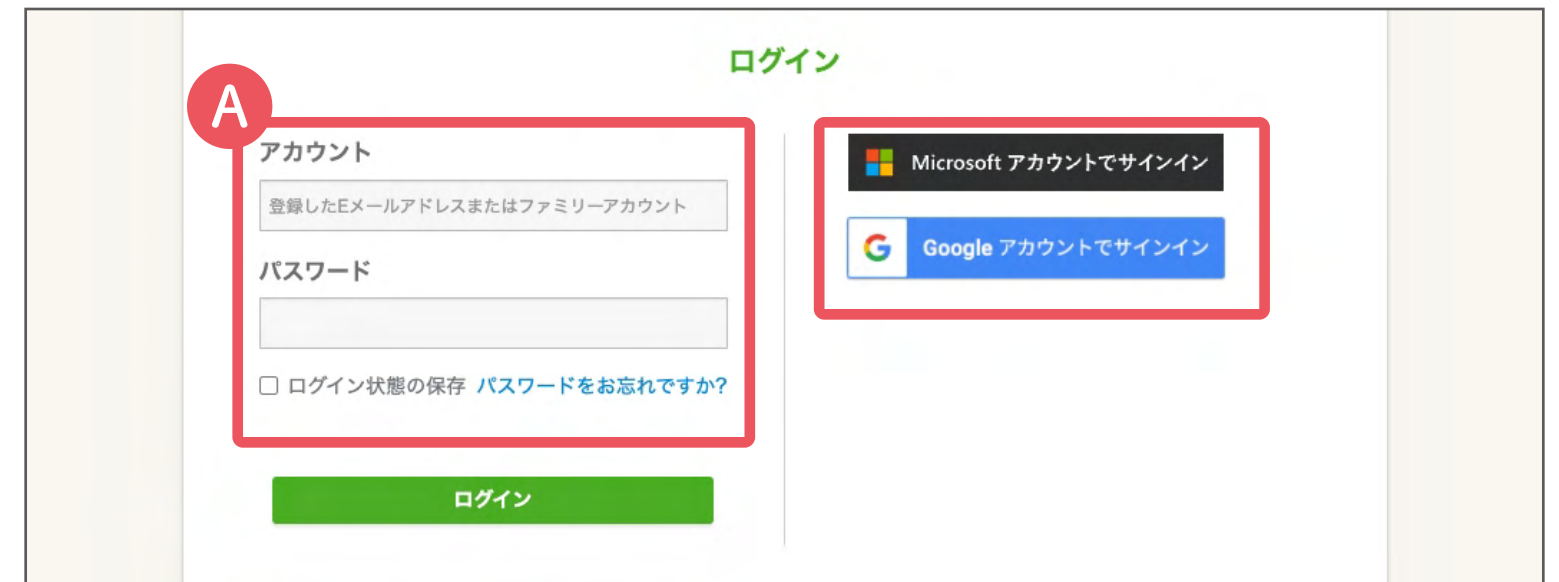 ログイン
A
アカウント
登録したEメールアドレスまたはファミリーアカウント
パスワード
ログイン状態の保存 パスワードをお忘れですか?
ログイン
Microsoft アカウントでサインイン
Google アカウントでサインイン